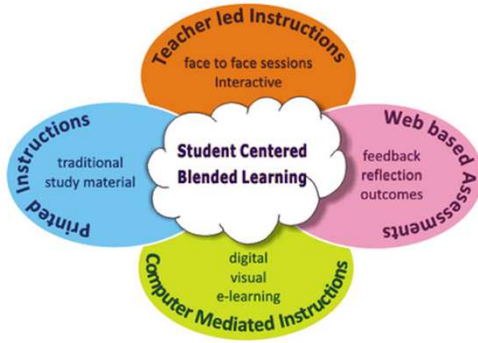 Teacher led Instructions
face to face sessions
Interactive
Printed Instructions
traditional
study material
Student Centered
Blended Learning
Web based Assessments
feedback
reflection
outcomes
digital
visual
e-learning
Computer Mediated Instructions